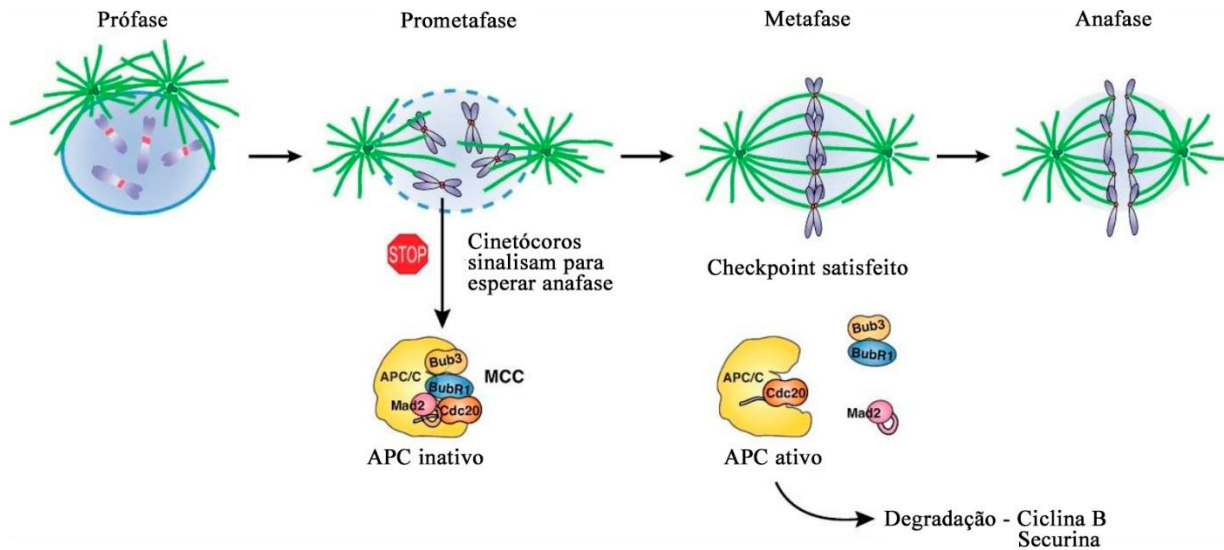 Prófase
Prometafase
Metafase
Anafase
STOP
Cinetócoros
sinalisam para
esperar anafase
Checkpoint satisfeito
Bub3
APC/C
BubR1
MCC
Mad2
Cdc20
APC inativo
Bub3
BubR1
APC/C
Cdc20
Mad2
APC ativo
Degradação - Ciclina B
Securina